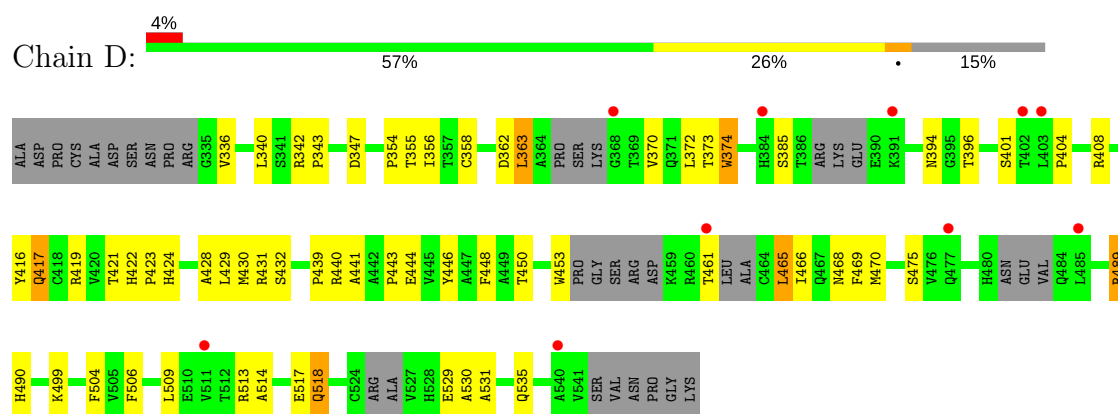 4%
Chain D:
57% 26% • 15%
ALA ASP PRO CYS ALA ASP SER ASN PRO ARG G335 V336 L340 S341 R342 P343 D347 P354 T355 I356 T357 C358 D362 L363 A364 PRO SER LYS G368 T369 V370 Q371 L372 T373 W374 H384 S385 T386 ARG LYS GLU E390 K391 N394 G395 T396 S401 T402 L403 P404 R408
Y416 Q417 C418 R419 V420 T421 H422 P423 H424 A428 L429 M430 R431 S432 P439 R440 A441 A442 P443 E444 V445 Y446 A447 F448 A449 T450 W453 PRO GLY SER ARG ASP K459 R460 T461 LEU ALA C464 L465 I466 Q467 N468 F469 M470 S475 V476 Q477 H480 ASN GLU VAL Q484 L485 R489
H490 K499 F504 V505 F506 L509 E510 V511 T512 R513 A514 E517 Q518 C524 ARG ALA V527 H528 E529 A530 A531 Q535 A540 V541 SER VAL ASN PRO GLY LYS